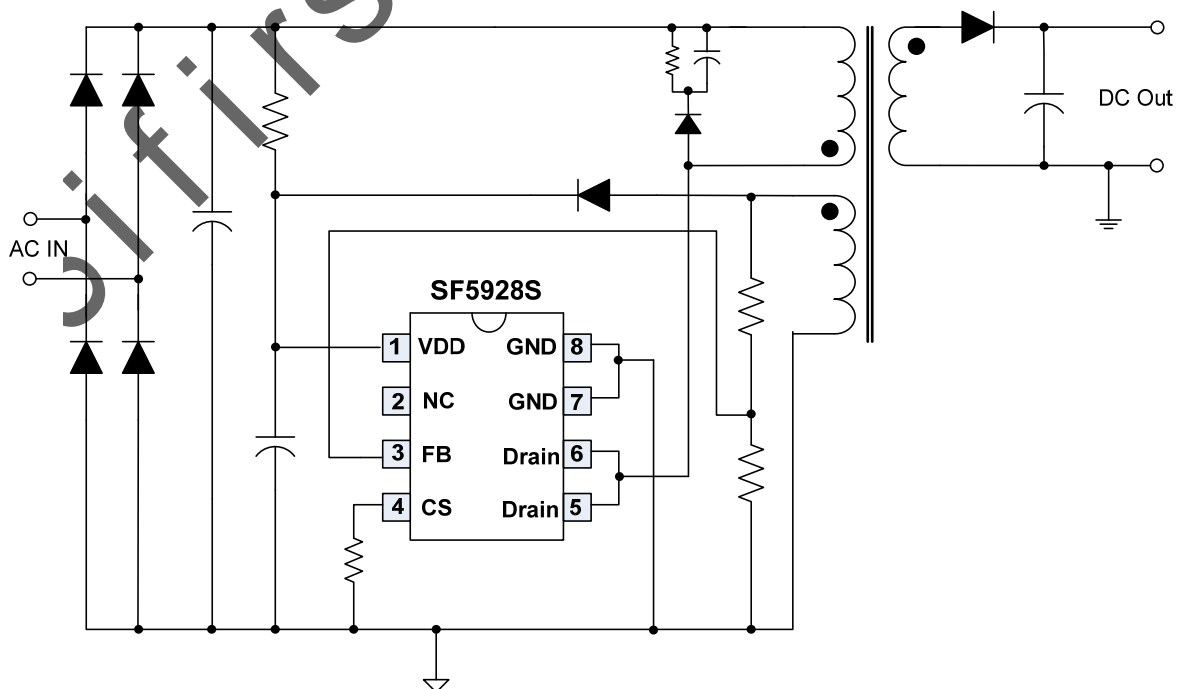 DC Out
AC IN
SF5928S
1 VDD GND 8
2 NC GND 7
3 FB Drain 6
4 CS Drain 5